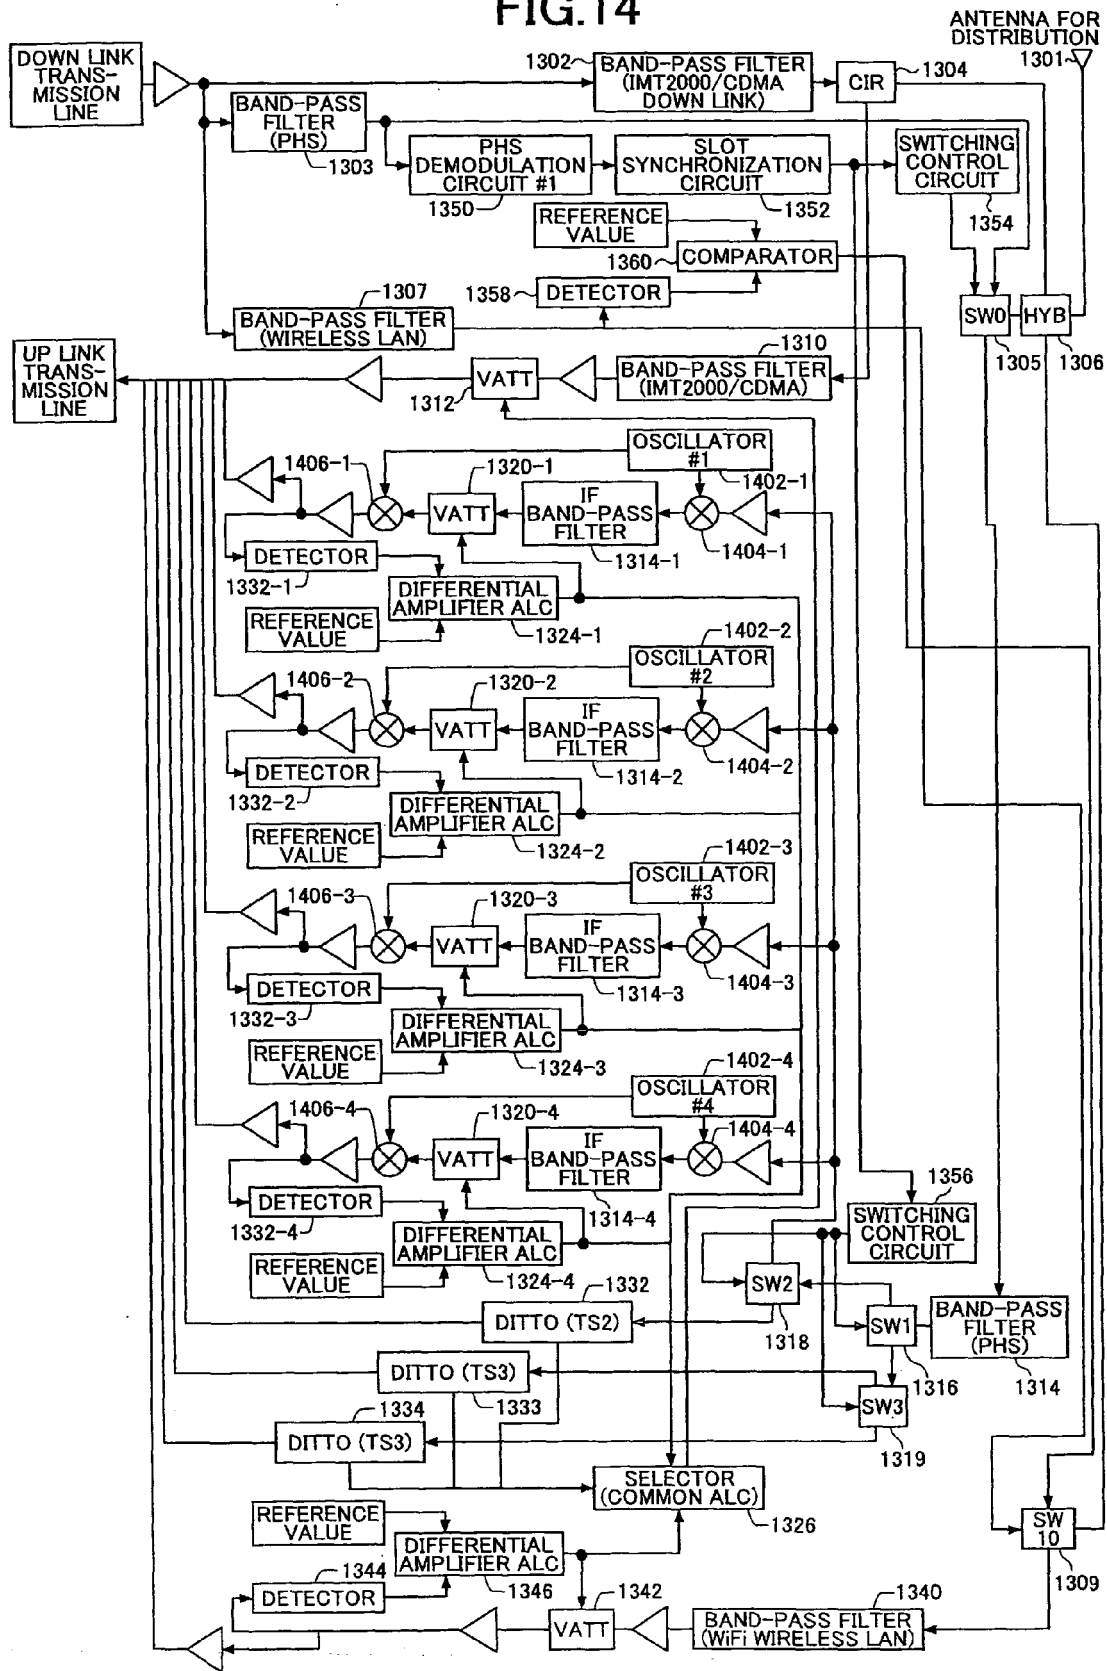 FIG.14
ANTENNA FOR
DISTRIBUTION
1301
DOWN LINK
TRANS-
MISSION
LINE
1302
BAND-PASS FILTER
(IMT2000/CDMA
DOWN LINK)
CIR
1304
BAND-PASS
FILTER
(PHS)
1303
PHS
DEMODULATION
CIRCUIT #1
1350
SLOT
SYNCHRONIZATION
CIRCUIT
1352
SWITCHING
CONTROL
CIRCUIT
1354
REFERENCE
VALUE
1360
COMPARATOR
1358
DETECTOR
1307
BAND-PASS FILTER
(WIRELESS LAN)
SW0
HYB
1305
1306
UP LINK
TRANS-
MISSION
LINE
1312
VATT
1310
BAND-PASS FILTER
(IMT2000/CDMA)
OSCILLATOR
#1
1402-1
1406-1
1320-1
VATT
IF
BAND-PASS
FILTER
1314-1
1404-1
DETECTOR
1332-1
DIFFERENTIAL
AMPLIFIER ALC
1324-1
REFERENCE
VALUE
1402-2
OSCILLATOR
#2
1406-2
1320-2
VATT
IF
BAND-PASS
FILTER
1314-2
1404-2
DETECTOR
1332-2
DIFFERENTIAL
AMPLIFIER ALC
1324-2
REFERENCE
VALUE
1402-3
OSCILLATOR
#3
1406-3
1320-3
VATT
IF
BAND-PASS
FILTER
1314-3
1404-3
DETECTOR
1332-3
DIFFERENTIAL
AMPLIFIER ALC
1324-3
REFERENCE
VALUE
1402-4
OSCILLATOR
#4
1406-4
1320-4
VATT
IF
BAND-PASS
FILTER
1314-4
1404-4
DETECTOR
1332-4
DIFFERENTIAL
AMPLIFIER ALC
1324-4
REFERENCE
VALUE
1356
SWITCHING
CONTROL
CIRCUIT
SW2
1318
1332
DITTO (TS2)
SW1
1316
BAND-PASS
FILTER
(PHS)
1314
DITTO (TS3)
1333
SW3
1319
1334
DITTO (TS3)
SELECTOR
(COMMON ALC)
1326
REFERENCE
VALUE
DIFFERENTIAL
AMPLIFIER ALC
1346
SW
10
1309
1344
DETECTOR
1342
VATT
1340
BAND-PASS FILTER
(WiFi WIRELESS LAN)